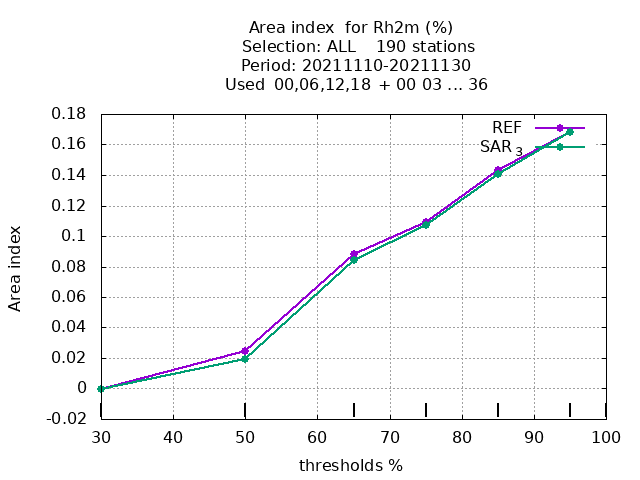 Area index  for Rh2m (%)
Selection: ALL    190 stations
Period: 20211110-20211130
Used  00,06,12,18  + 00 03 ... 36
0.18
0.16
0.14
0.12
0.1
0.08
0.06
0.04
0.02
0
-0.02
Area index
REF
SAR 3
30 40 50 60 70 80 90 100
thresholds %